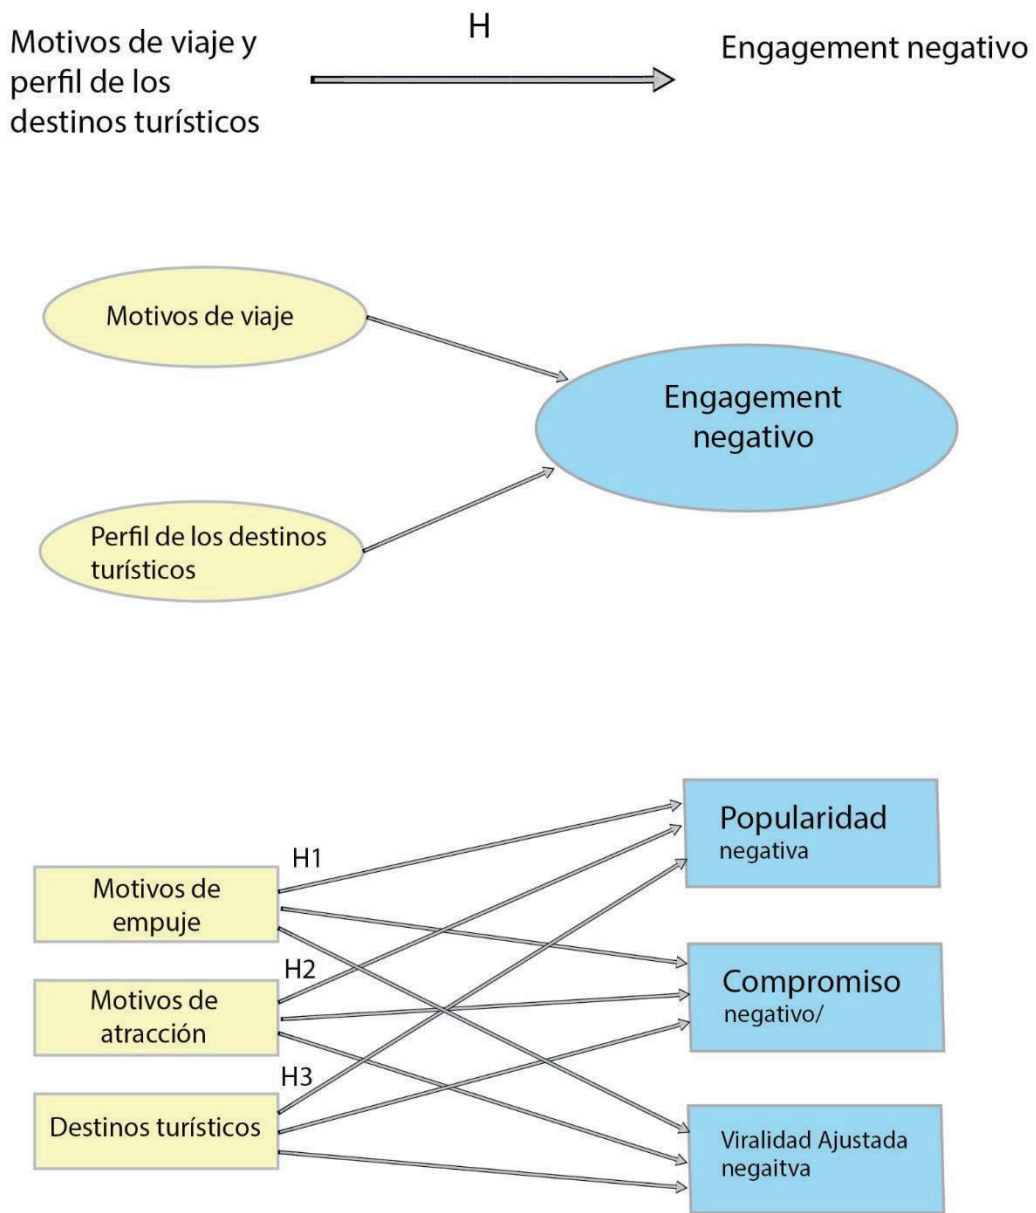 Motivos de viaje y
perfil de los
destinos turísticos
H
Engagement negativo
Motivos de viaje
Engagement
negativo
Perfil de los destinos
turísticos
Popularidad
negativa
H1
Motivos de
empuje
H2
Compromiso
negativo/
Motivos de
atracción
H3
Destinos turísticos
Viralidad Ajustada
negaitva